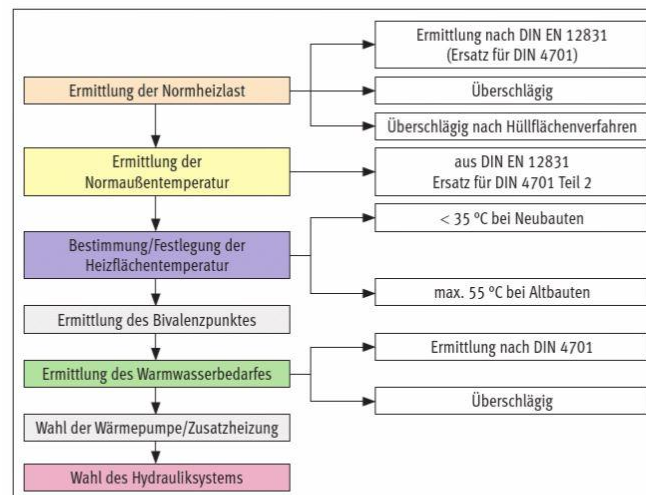 Ermittlung nach DIN EN 12831
(Ersatz für DIN 4701)
Ermittlung der Normheizlast
Überschlägig
Überschlägig nach Hüllflächenverfahren
Ermittlung der
Normaußentemperatur
aus DIN EN 12831
Ersatz für DIN 4701 Teil 2
Bestimmung/Festlegung der
Heizflächentemperatur
< 35 ºC bei Neubauten
max. 55 ºC bei Altbauten
Ermittlung des Bivalenzpunktes
Ermittlung des Warmwasserbedarfes
Ermittlung nach DIN 4701
Überschlägig
Wahl der Wärmepumpe/Zusatzheizung
Wahl des Hydrauliksystems